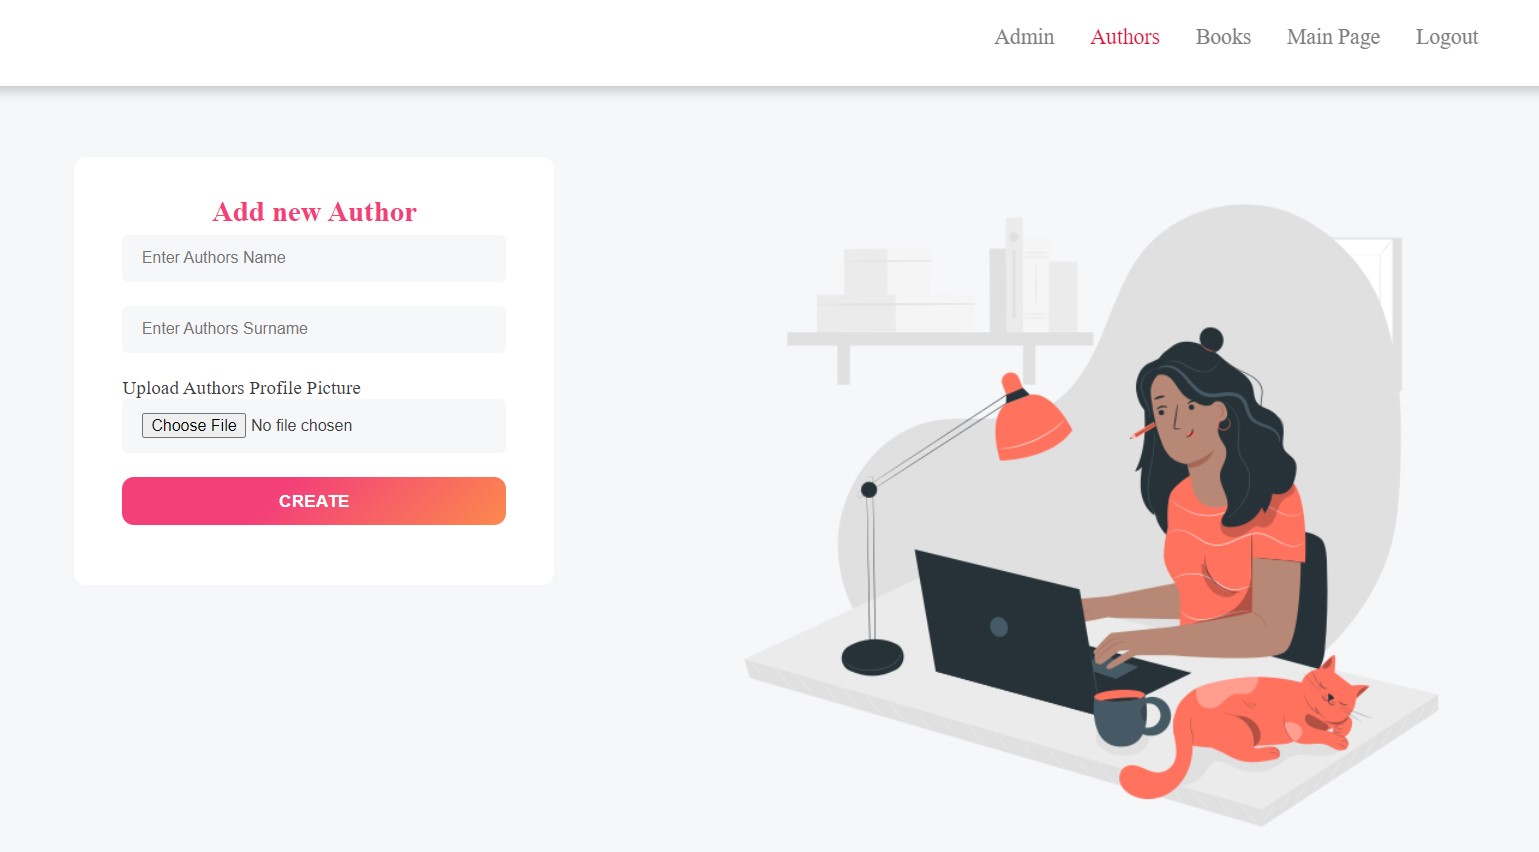 Admin Authors Books Main Page Logout
Add new Author
Enter Authors Name
Enter Authors Surname
Upload Authors Profile Picture
Choose File No file chosen
CREATE